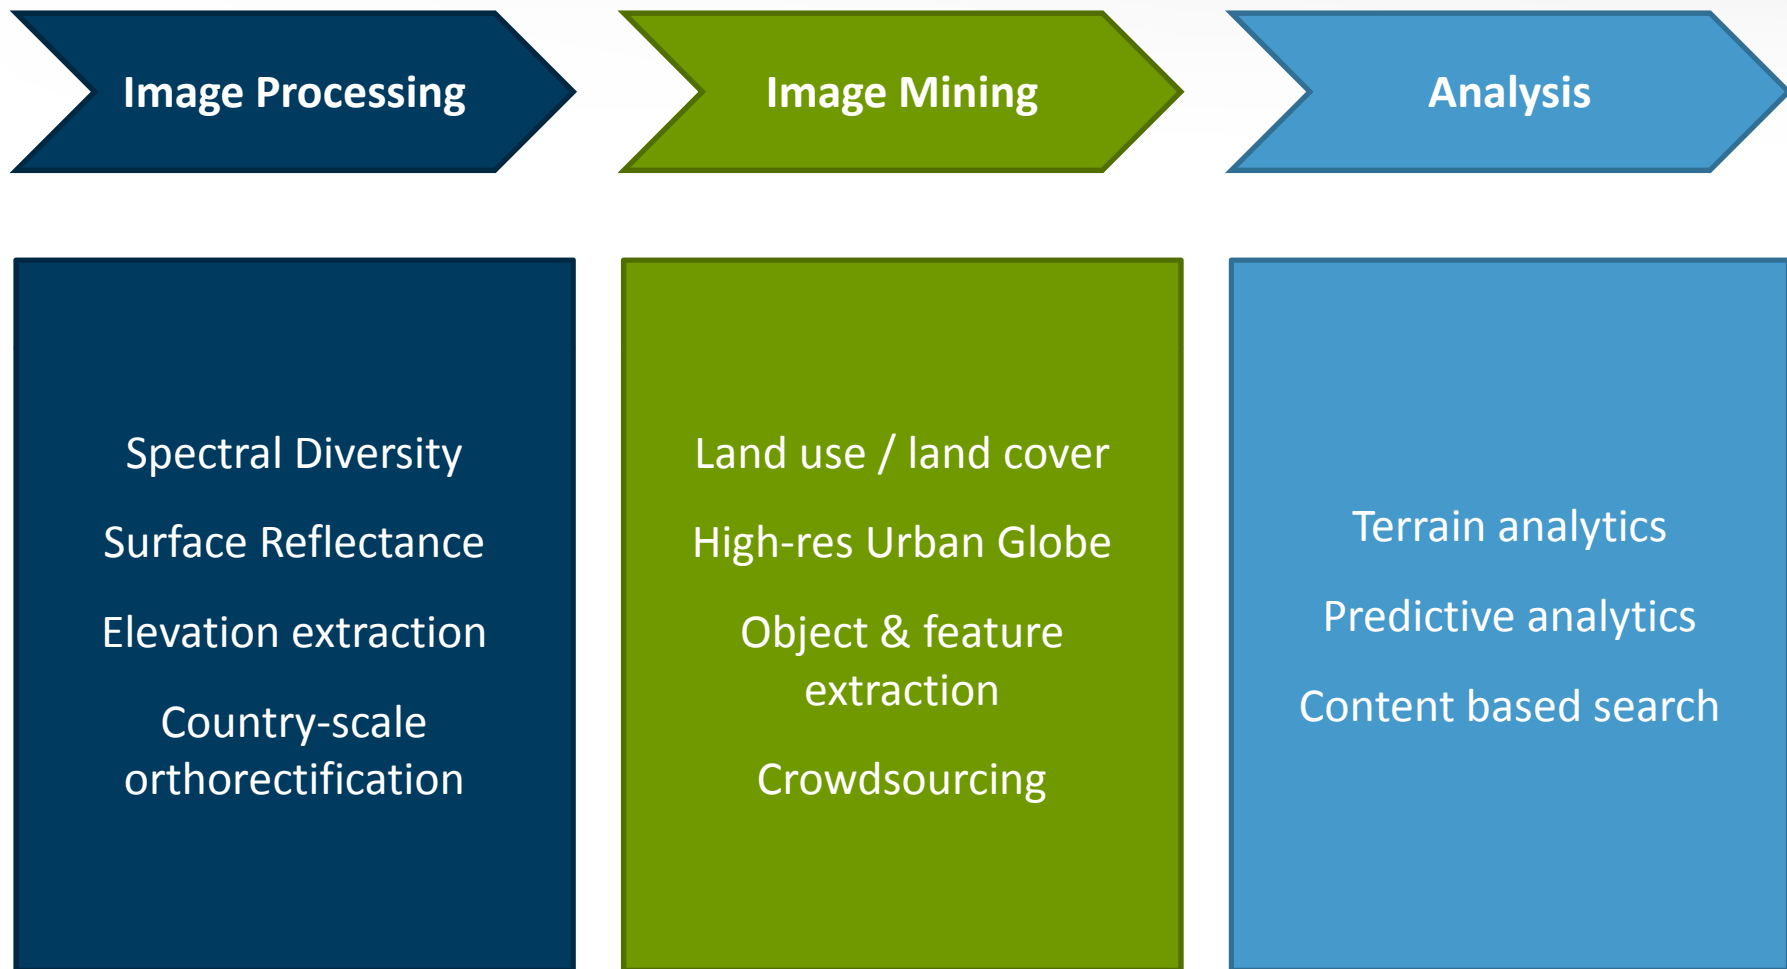 Image Processing
Image Mining
Analysis
Spectral Diversity
Surface Reflectance
Elevation extraction
Country-scale
orthorectification
Land use / land cover
High-res Urban Globe
Object & feature
extraction
Crowdsourcing
Terrain analytics
Predictive analytics
Content based search